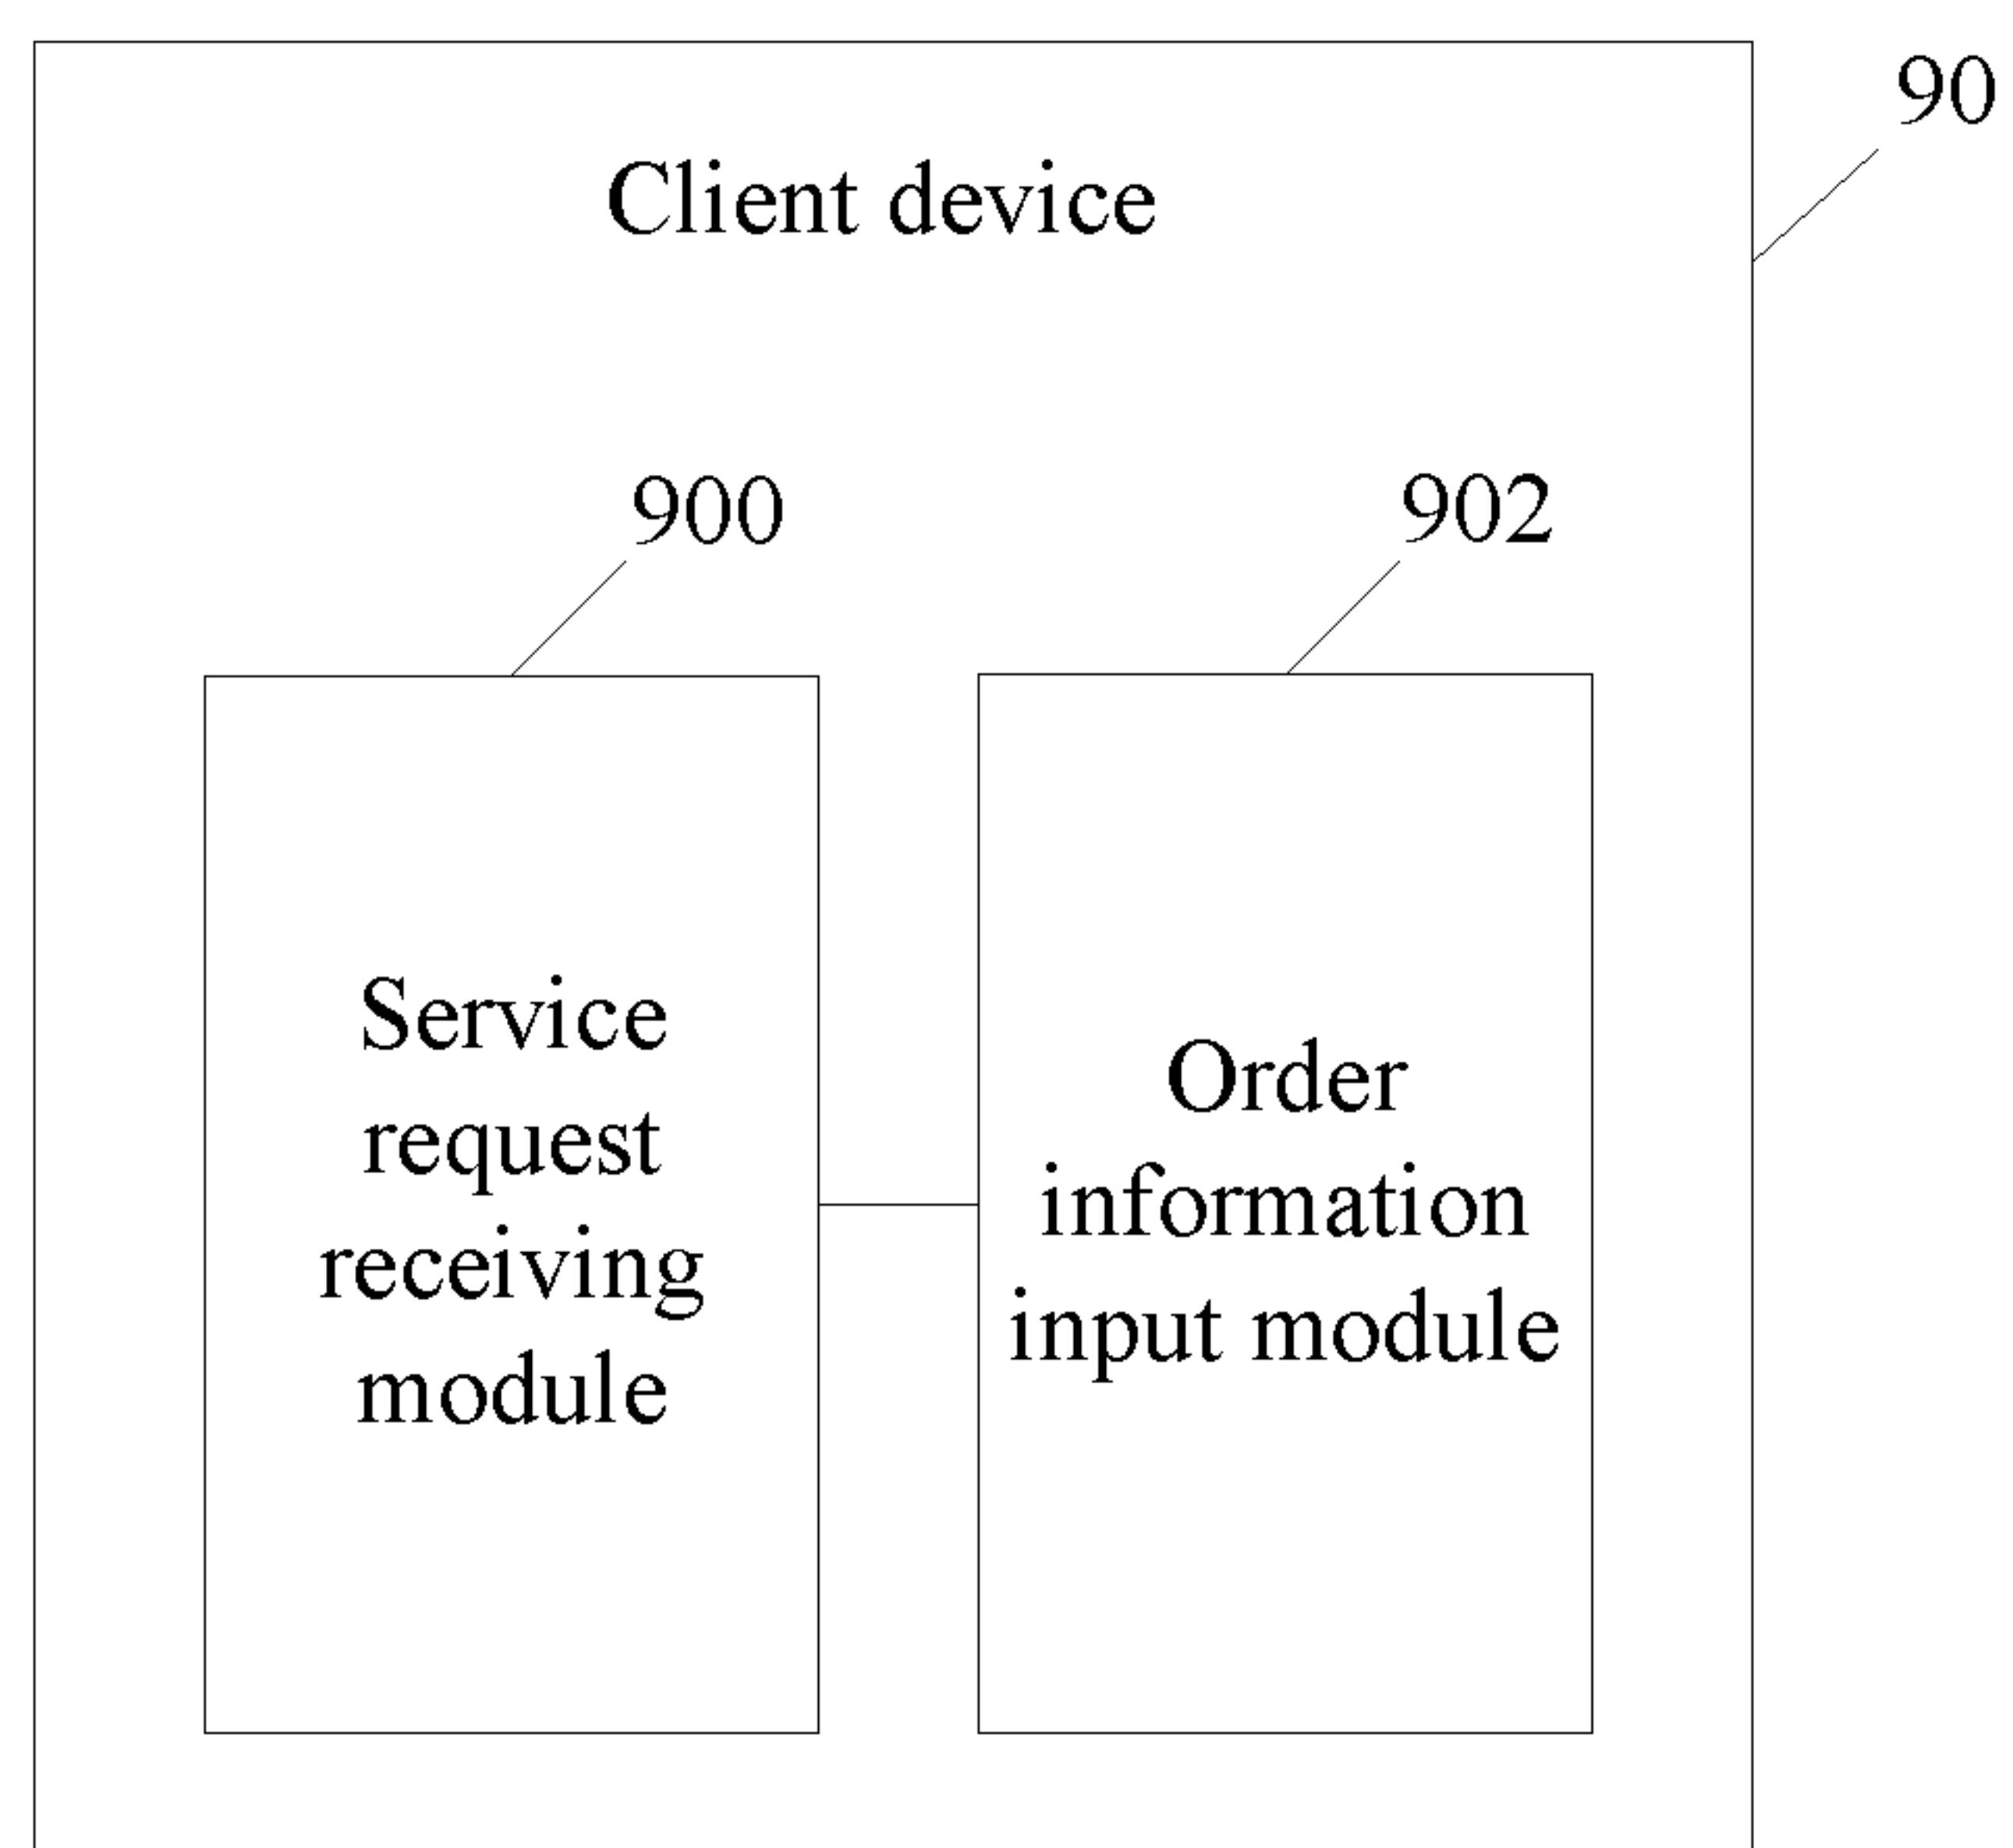 90
Client device
900
902
Service
request
receiving
module
Order
information
input module